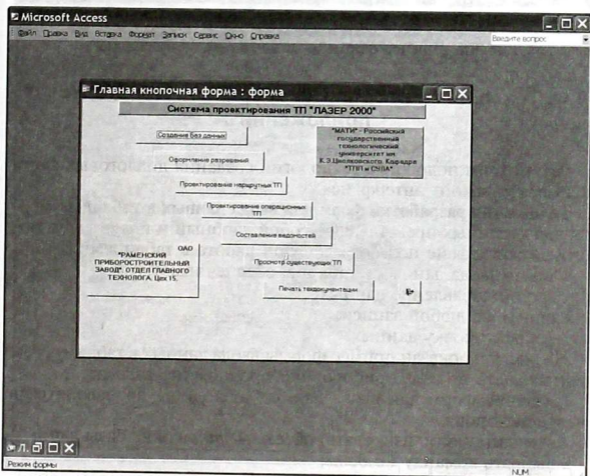 Microsoft Access
Файл Правка Вид Вставка Формат Записи Сервис Окно Справка
Введите вопрос
Главная кнопочная форма : форма
Система проектирования ТП "ЛАЗЕР 2000"
Создание баз данных
"МАТИ" - Российский
государственный
технологический
университет им.
К.Э.Циолковского. Кафедра
"ТПП и СУВА"
Оформление разрешений
Проектирование маршрутных ТП
Проектирование операционных
ТП
Составление ведомостей
ОАО
"РАМЕНСКИЙ
ПРИБОРОСТРОИТЕЛЬНЫЙ
ЗАВОД". ОТДЕЛ ГЛАВНОГО
ТЕХНОЛОГА. Цех 15.
Просмотр существующих ТП
Печать техдокументации
Л.
Режим формы
NUM